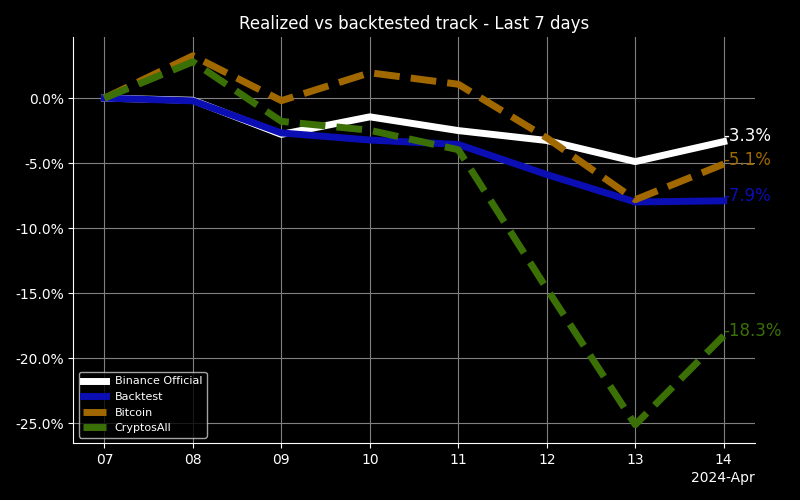 Realized vs backtested track - Last 7 days
0.0%
-5.0%
-10.0%
-15.0%
-20.0%
-25.0%
-3.3%
-5.1%
-7.9%
-18.3%
Binance Official
Backtest
Bitcoin
CryptosAll
07 08 09 10 11 12 13 14
2024-Apr